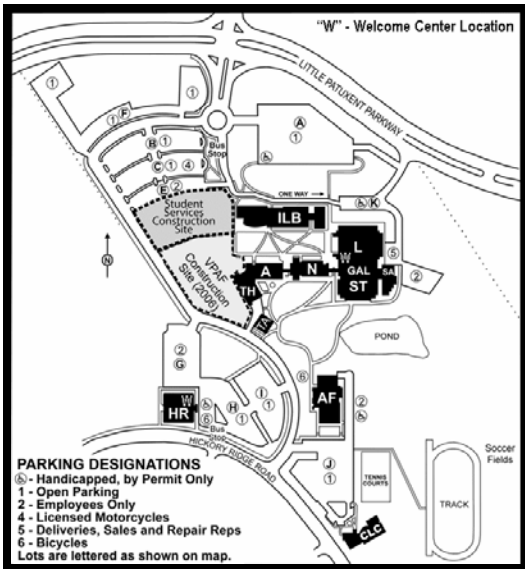 "W" - Welcome Center Location
LITTLE PATUXENT PARKWAY
1
1
1
F
A
1
B
1
Bus
Stop
C
1
4
E
2
ONE WAY
K
Student
Services
Construction
Site
ILB
L
W
5
N
VPAF
Construction
Site (2006)
A
N
GAL
SA
2
TH
ST
POND
2
G
6
I
1
AF
2
W
HR
6
H
1
1
Bus
Stop
HICKORY RIDGE ROAD
J
1
TENNIS
COURTS
Soccer
Fields
TRACK
CLC
PARKING DESIGNATIONS
- Handicapped, by Permit Only
1 - Open Parking
2 - Employees Only
4 - Licensed Motorcycles
5 - Deliveries, Sales and Repair Reps
6 - Bicycles
Lots are lettered as shown on map.